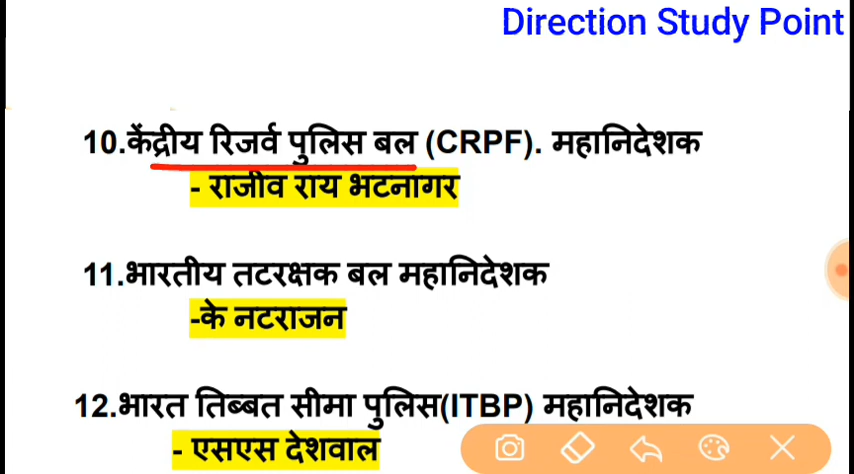 Direction Study Point
10.केंद्रीय रिजर्व पुलिस बल (CRPF). महानिदेशक
- राजीव राय भटनागर
11.भारतीय तटरक्षक बल महानिदेशक
-के नटराजन
12.भारत तिब्बत सीमा पुलिस(ITBP) महानिदेशक
- एसएस देशवाल